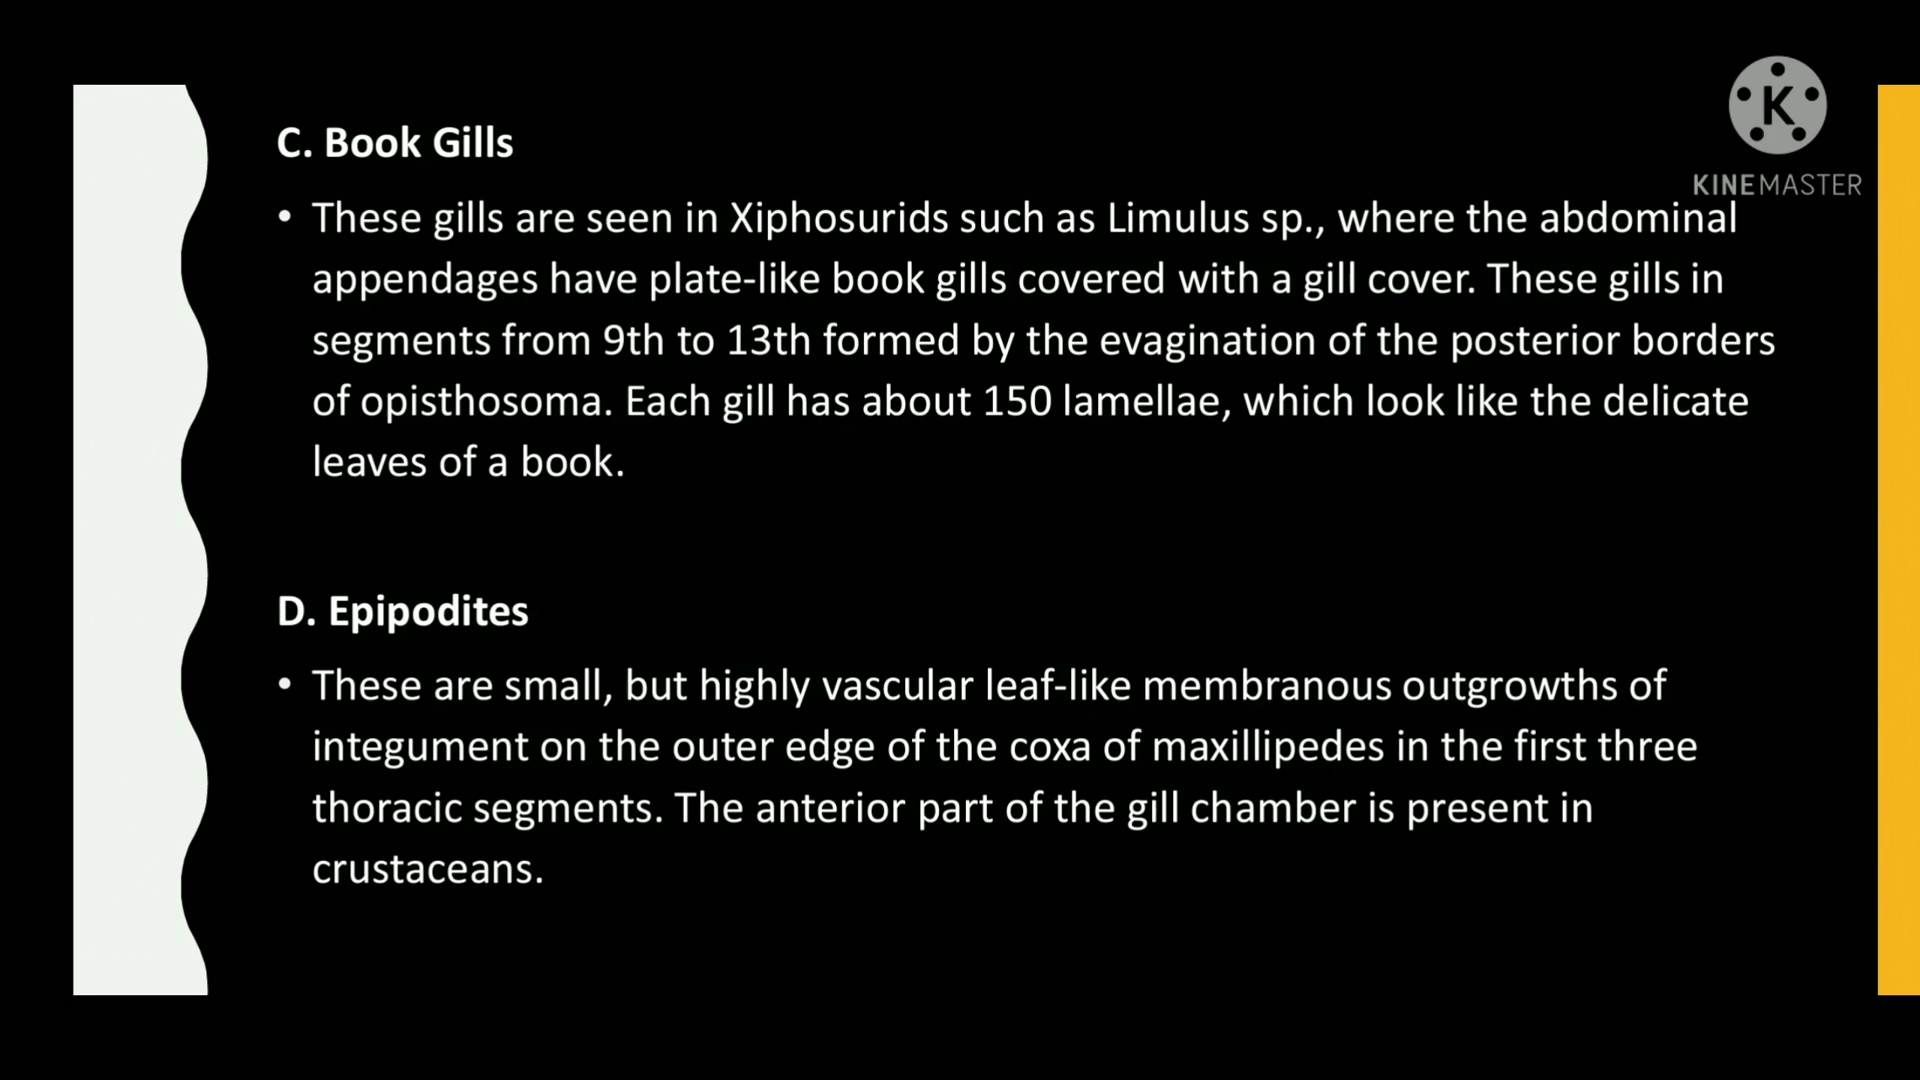 C. Book Gills
K
KINEMASTER
• These gills are seen in Xiphosurids such as Limulus sp., where the abdominal
appendages have plate-like book gills covered with a gill cover. These gills in
segments from 9th to 13th formed by the evagination of the posterior borders
of opisthosoma. Each gill has about 150 lamellae, which look like the delicate
leaves of a book.
D. Epipodites
• These are small, but highly vascular leaf-like membranous outgrowths of
integument on the outer edge of the coxa of maxillipedes in the first three
thoracic segments. The anterior part of the gill chamber is present in
crustaceans.